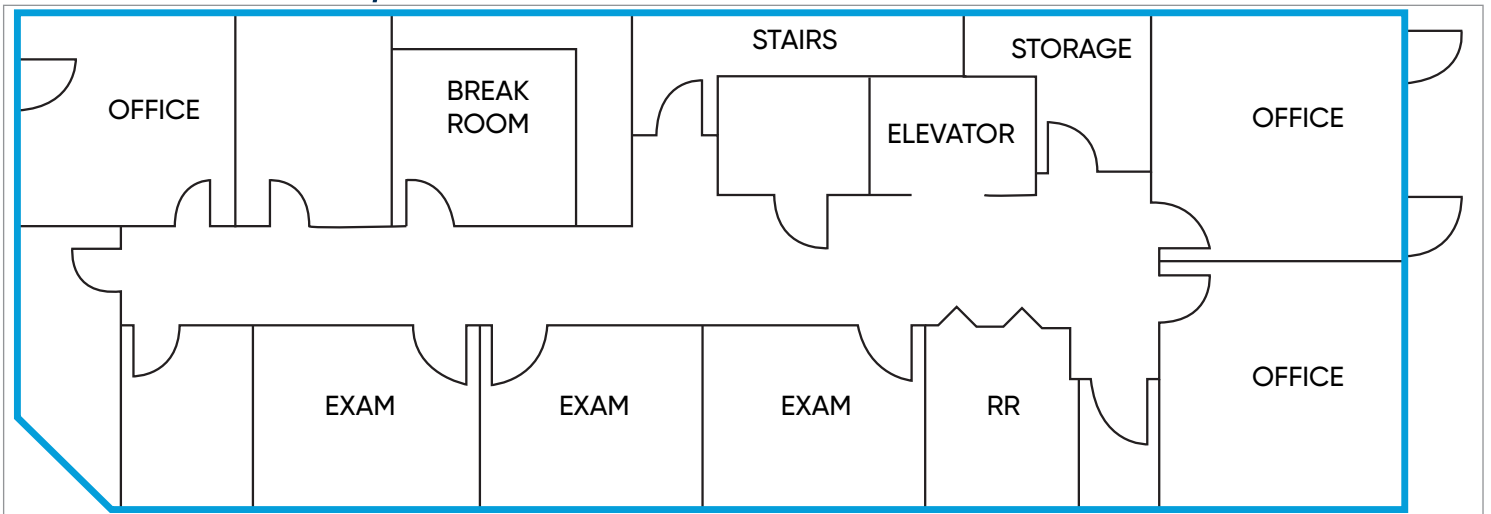 STAIRS
STORAGE
OFFICE
BREAK
ROOM
ELEVATOR
OFFICE
OFFICE
EXAM
EXAM
EXAM
RR